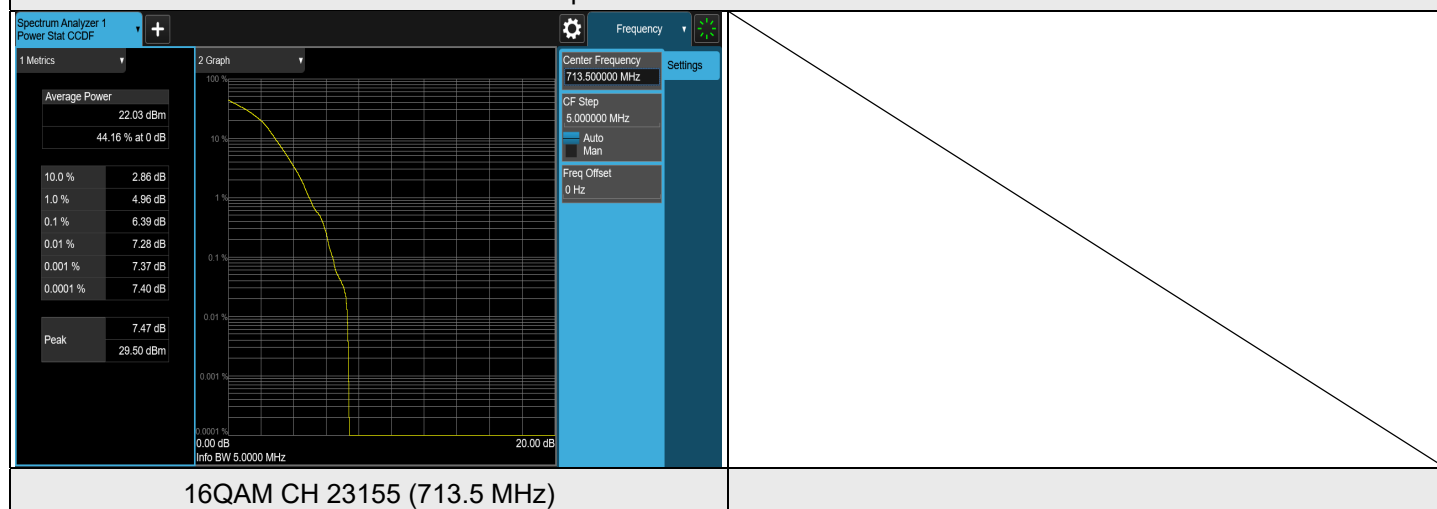 Spectrum Analyzer 1
Power Stat CCDF
+
Frequency
1 Metrics
2 Graph
Center Frequency
713.500000 MHz
Settings
CF Step
5.000000 MHz
Auto
Man
Freq Offset
0 Hz
Average Power
22.03 dBm
44.16 % at 0 dB
10.0 % 2.86 dB
1.0 % 4.96 dB
0.1 % 6.39 dB
0.01 % 7.28 dB
0.001 % 7.37 dB
0.0001 % 7.40 dB
Peak 7.47 dB
29.50 dBm
100 %
10 %
1 %
0.1 %
0.01 %
0.001 %
0.0001 %
0.00 dB 20.00 dB
Info BW 5.0000 MHz
16QAM CH 23155 (713.5 MHz)